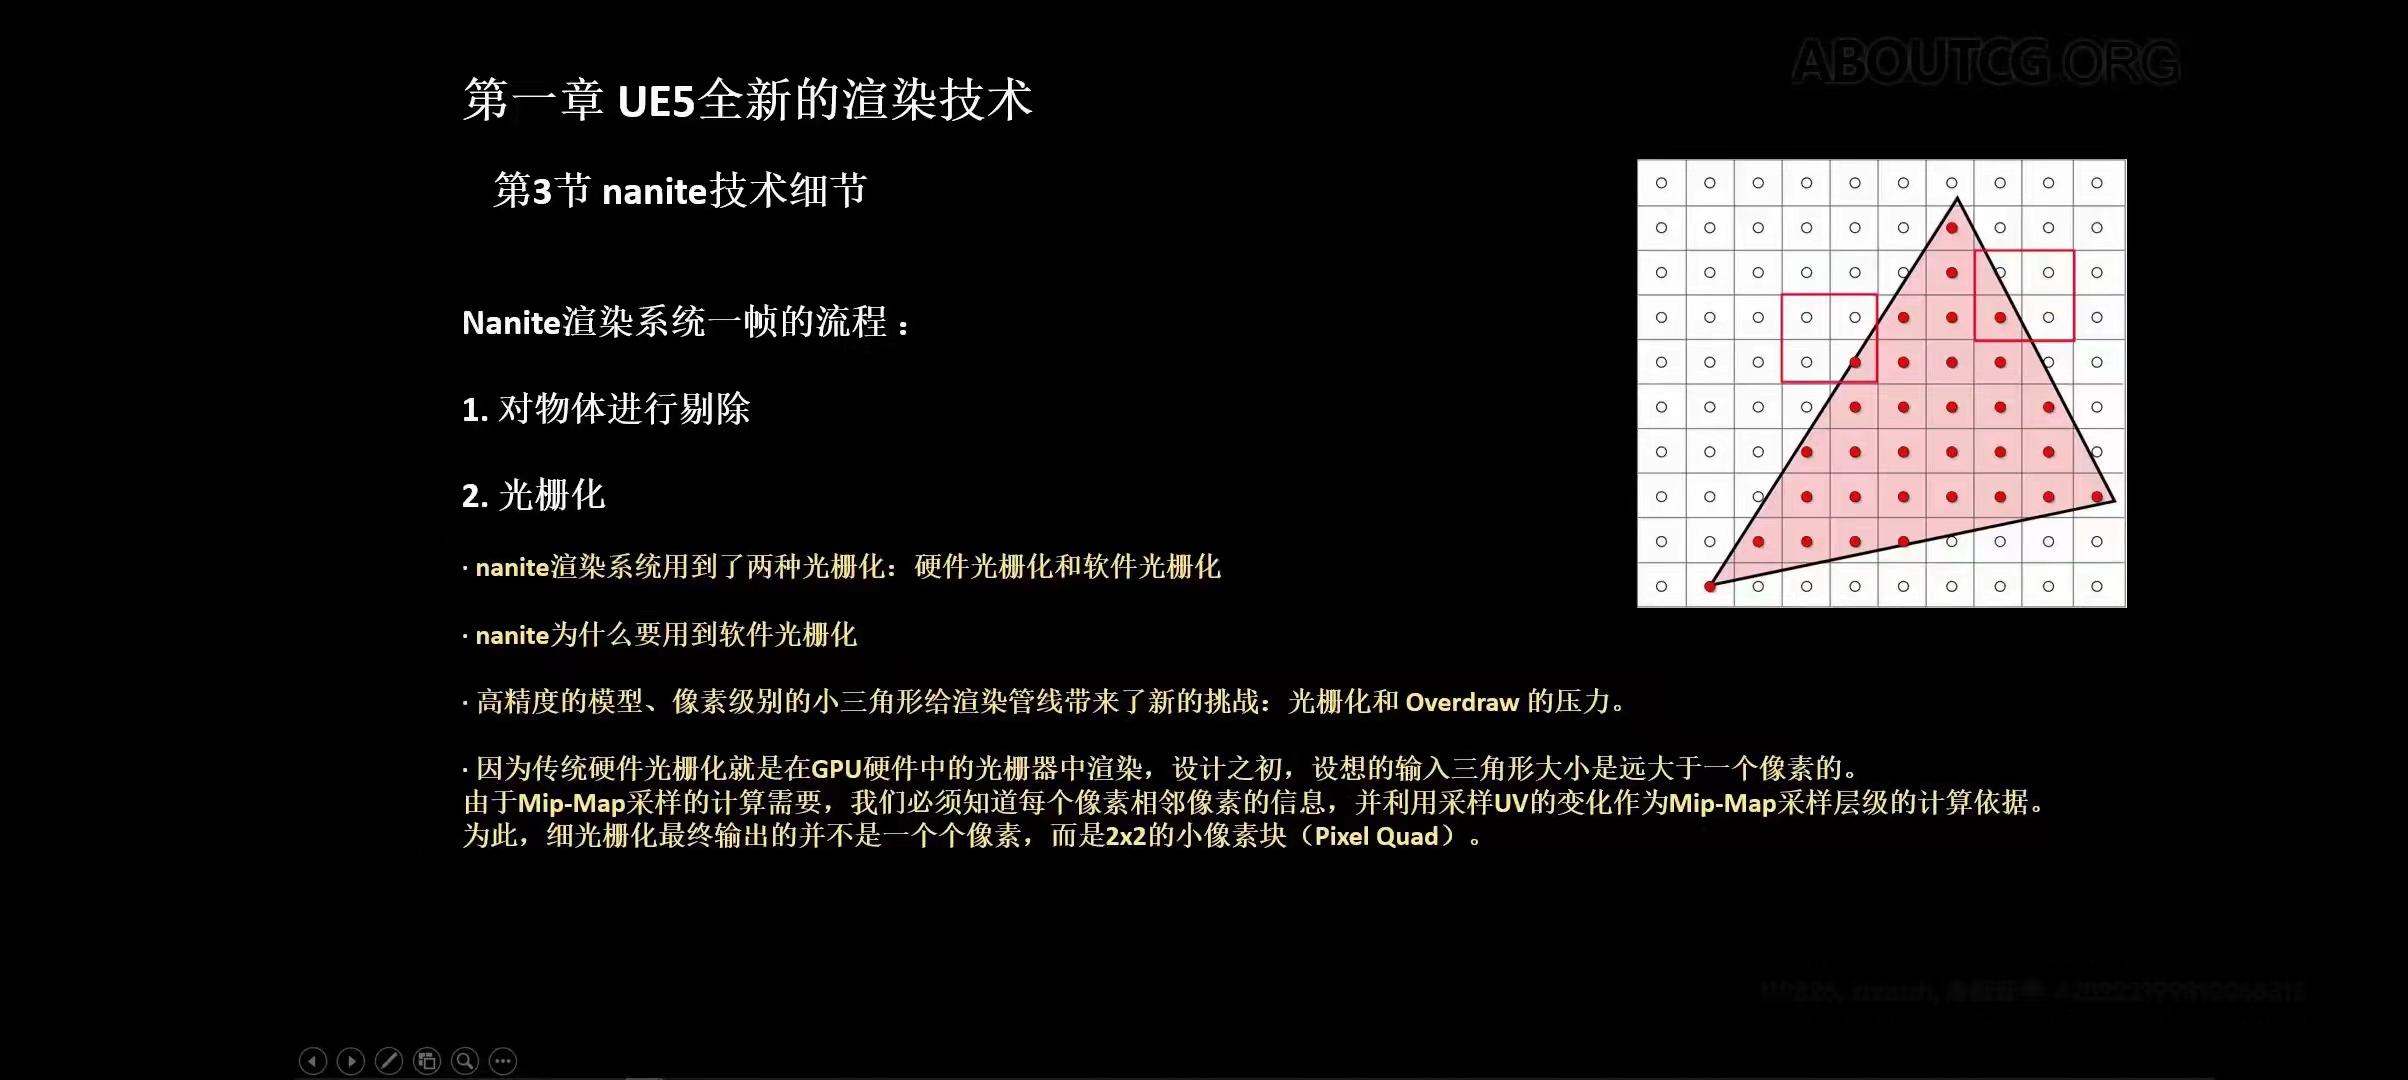 ABOUTCG.ORG
第一章 UE5全新的渲染技术
第3节 nanite技术细节
Nanite渲染系统一帧的流程：
1. 对物体进行剔除
2. 光栅化
· nanite渲染系统用到了两种光栅化：硬件光栅化和软件光栅化
· nanite为什么要用到软件光栅化
· 高精度的模型、像素级别的小三角形给渲染管线带来了新的挑战：光栅化和 Overdraw 的压力。
· 因为传统硬件光栅化就是在GPU硬件中的光栅器中渲染，设计之初，设想的输入三角形大小是远大于一个像素的。
由于Mip-Map采样的计算需要，我们必须知道每个像素相邻像素的信息，并利用采样UV的变化作为Mip-Map采样层级的计算依据。
为此，细光栅化最终输出的并不是一个个像素，而是2x2的小像素块（Pixel Quad）。